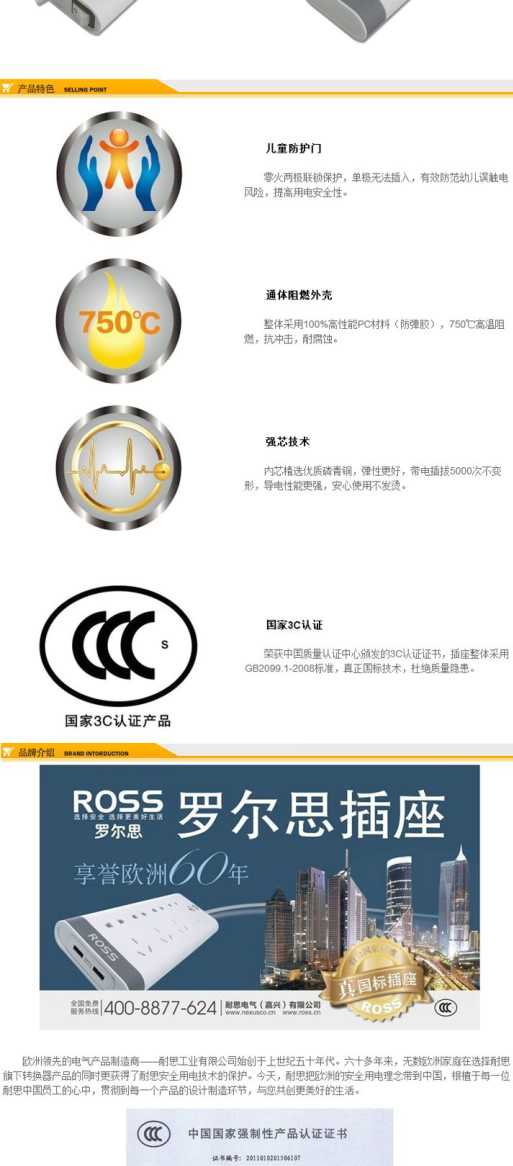 产品特色 SELLING POINT
儿童防护门
零火两极联锁保护，单极无法插入，有效防范幼儿误触电
风险，提高用电安全性。
通体阻燃外壳
750℃
整体采用100%高性能PC材料（防弹胶），750℃高温阻
燃，抗冲击，耐腐蚀。
强芯技术
内芯精选优质磷青铜，弹性更好，带电插拔5000次不变
形，导电性能更强，安心使用不发烫。
S
国家3C认证
荣获中国质量认证中心颁发的3C认证证书，插座整体采用
GB2099.1-2008标准，真正国标技术，杜绝质量隐患。
国家3C认证产品
品牌介绍 BRAND INTORDUCTION
ROSS
选择安全 选择更美好生活
罗尔思
罗尔思插座
享誉欧洲60年
ROSS
真国标插座
ROSS
全国免费
服务热线
400-8877-624
耐思电气（嘉兴）有限公司
www.nexusco.cn www.ross.cn
欧洲领先的电气产品制造商——耐思工业有限公司始创于上世纪五十年代。六十多年来，无数欧洲家庭在选择耐思
旗下转换器产品的同时更获得了耐思安全用电技术的保护。今天，耐思把欧洲的安全用电理念带到中国，根植于每一位
耐思中国员工的心中，贯彻到每一个产品的设计制造环节，与您共创更美好的生活。
中国国家强制性产品认证证书
证书编号：2011010201506107